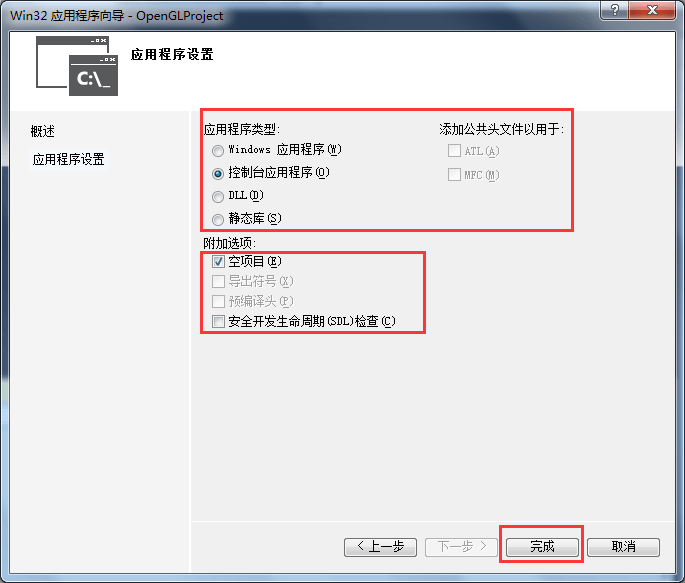 Win32 应用程序向导 - OpenGLProject
C:\_
应用程序设置
概述
应用程序设置
应用程序类型:
Windows 应用程序(W)
控制台应用程序(O)
DLL(D)
静态库(S)
添加公共头文件以用于:
ATL(A)
MFC(M)
附加选项:
空项目(E)
导出符号(X)
预编译头(P)
安全开发生命周期(SDL)检查(C)
< 上一步
下一步 >
完成
取消